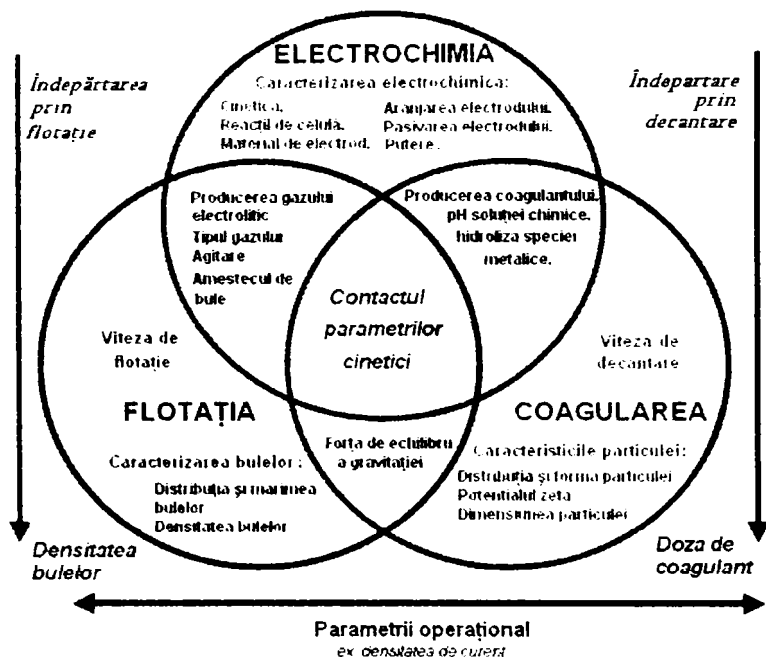 ELECTROCHIMIA
Caracterizarea electrochimica:
Cinetica.
Reacții de celulă.
Material de electrod.
Aranjarea electrodului.
Pasivarea electrodului.
Putere.
Îndepărtarea
prin
flotație
Îndepartare
prin
decantare
Producerea gazului
electrolitic
Tipul gazului
Agitare
Amestecul de
bule
Producerea coagulantului.
pH soluției chimice.
hidroliza speciei
metalice.
Contactul
parametrilor
cinetici
Viteza de
flotație
Viteza de
decantare
FLOTAȚIA
Caracterizarea bulelor:
Distribuția și marimea
bulelor
Densitatea bulelor
Forța de echilibru
a gravitației
COAGULAREA
Caracteristicile particulei:
Distribuția și forma particulei
Potentialul zeta
Dimensiunea particulei
Densitatea
bulelor
Doza de
coagulant
Parametrii operațional
ex. densitatea de curent